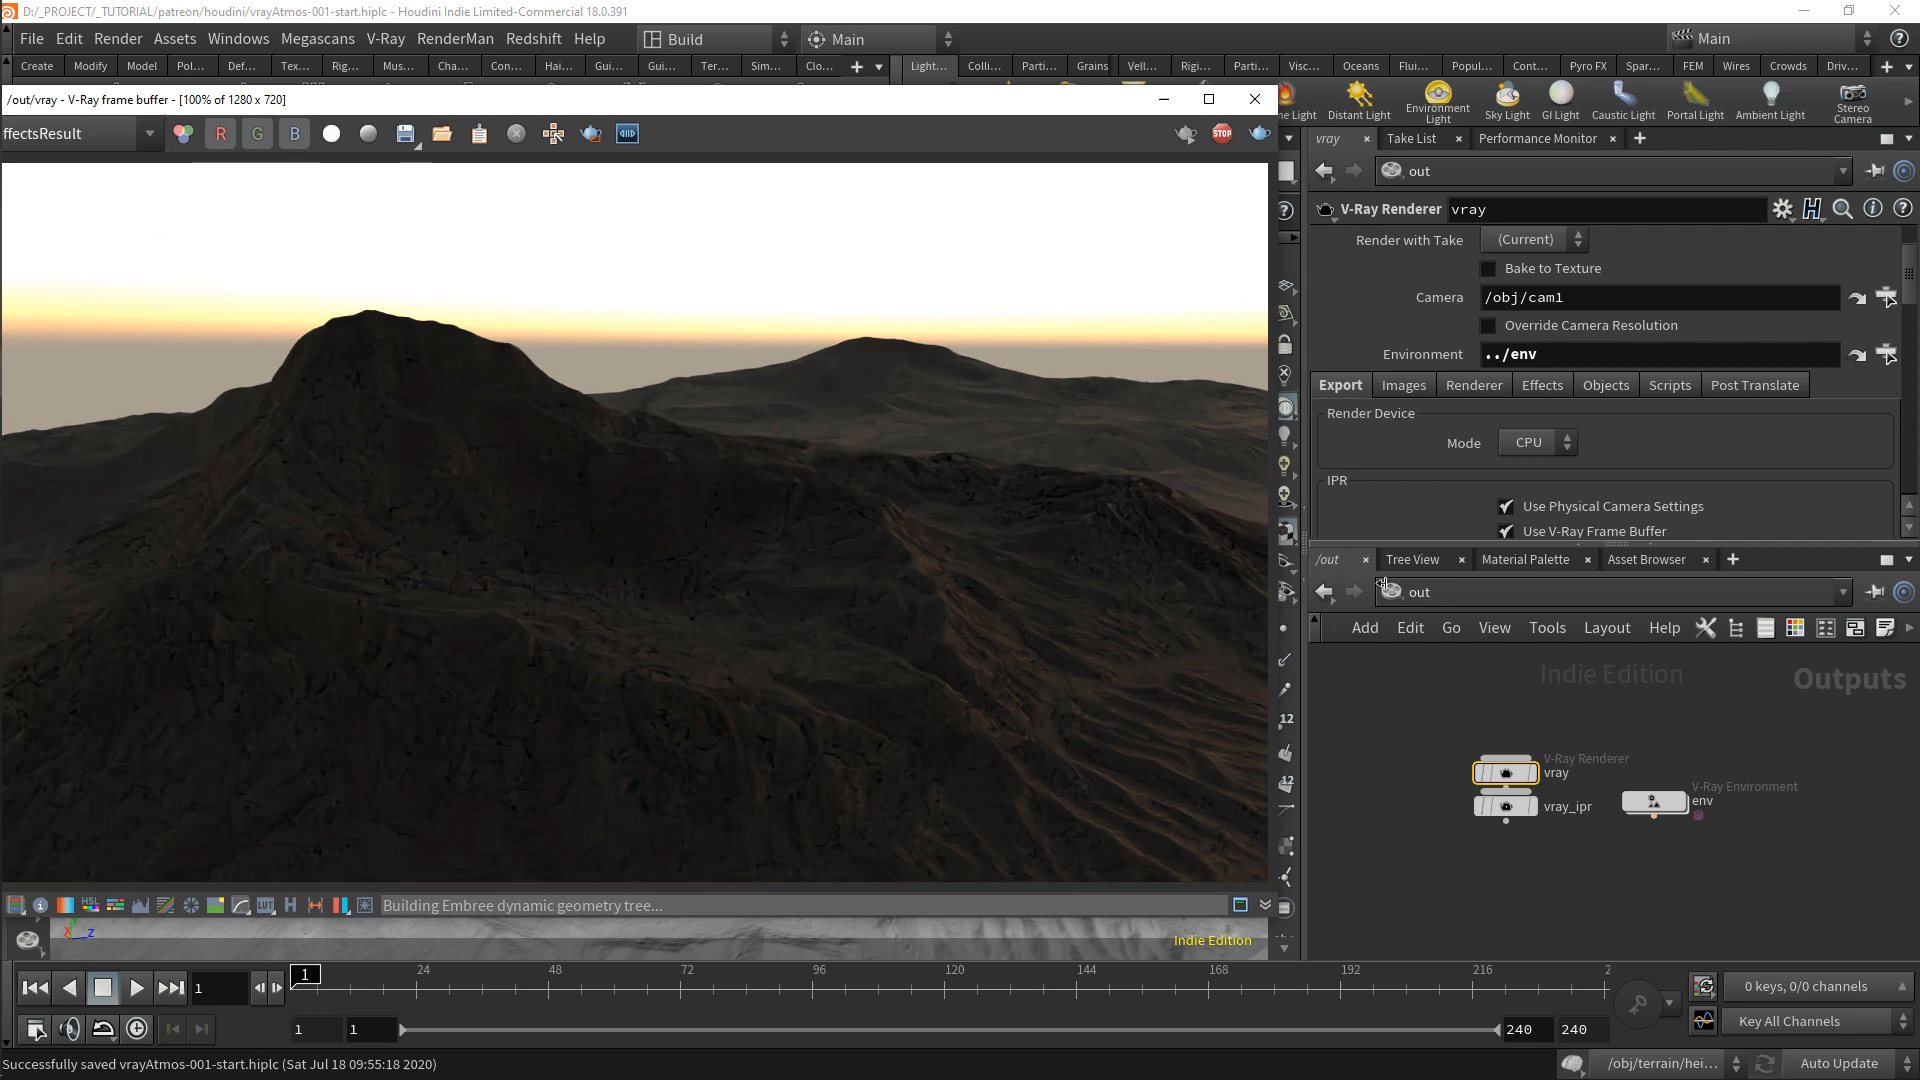 D:/_PROJECT/_TUTORIAL/patreon/houdini/vrayAtmos-001-start.hiplc - Houdini Indie Limited-Commercial 18.0.391
File Edit Render Assets Windows Megascans V-Ray RenderMan Redshift Help Build Main Main
Create Modify Model Pol... Def... Tex... Rig... Mus... Cha... Con... Hai... Gui... Gui... Ter... Sim... Clo... Light... Colli... Parti... Grains Vell... Rigi... Parti... Visc... Oceans Flui... Popul... Cont... Pyro FX Spar... FEM Wires Crowds Driv...
/out/vray - V-Ray frame buffer - [100% of 1280 x 720]
ne Light Distant Light Environment Light Sky Light GI Light Caustic Light Portal Light Ambient Light Stereo Camera
ffectsResult R G B STOP
vray Take List Performance Monitor
out
V-Ray Renderer vray
Render with Take (Current)
Bake to Texture
Camera /obj/cam1
Override Camera Resolution
Environment ../env
Export Images Renderer Effects Objects Scripts Post Translate
Render Device
Mode CPU
IPR
Use Physical Camera Settings
Use V-Ray Frame Buffer
/out Tree View Material Palette Asset Browser
out
Add Edit Go View Tools Layout Help
Indie Edition
Outputs
V-Ray Renderer
vray
V-Ray Environment
env
vray_ipr
12
12
HSL LUT H Building Embree dynamic geometry tree...
X Z
Indie Edition
1 24 48 72 96 120 144 168 192 216 2
1
0 keys, 0/0 channels
1 1 240 240
Key All Channels
Successfully saved vrayAtmos-001-start.hiplc (Sat Jul 18 09:55:18 2020)
/obj/terrain/hei... Auto Update